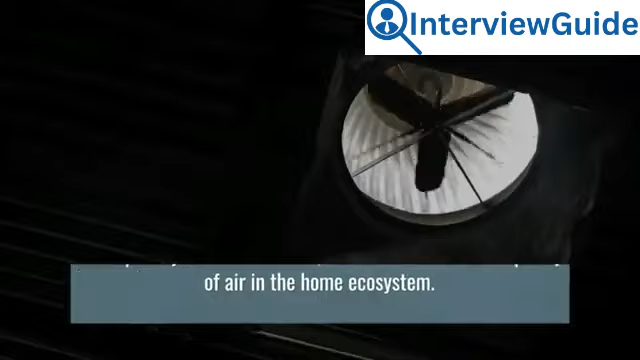 InterviewGuide
of air in the home ecosystem.